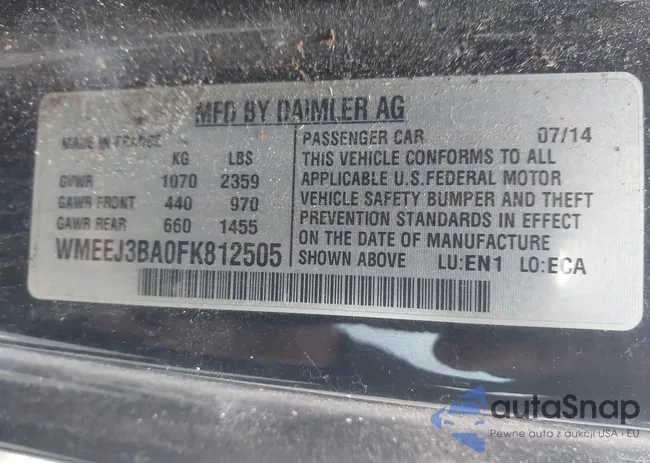 MFD BY DAIMLER AG
MADE IN FRANCE
KG LBS
GVWR 1070 2359
GAWR FRONT 440 970
GAWR REAR 660 1455
WMEEJ3BA0FK812505
PASSENGER CAR 07/14
THIS VEHICLE CONFORMS TO ALL
APPLICABLE U.S.FEDERAL MOTOR
VEHICLE SAFETY BUMPER AND THEFT
PREVENTION STANDARDS IN EFFECT
ON THE DATE OF MANUFACTURE
SHOWN ABOVE LU:EN1 LO:ECA
autaSnap
Pewne auta z aukcji USA i EU